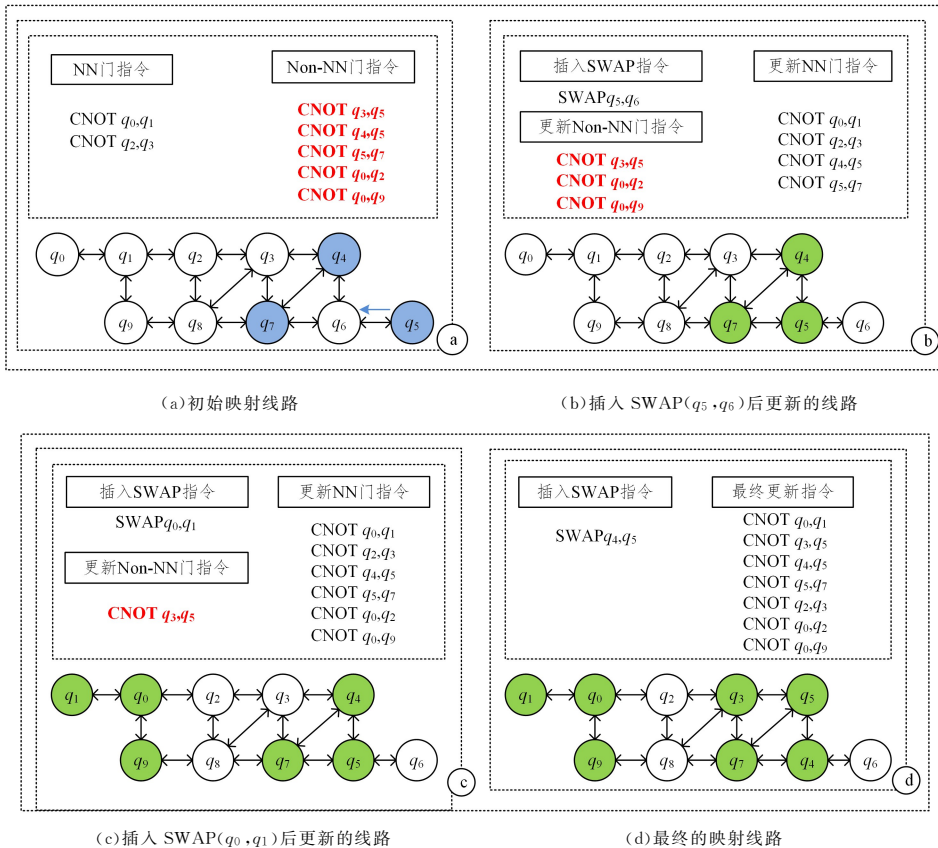 NN门指令
CNOT q₀,q₁
CNOT q₂,q₃
Non-NN门指令
CNOT q₃,q₅
CNOT q₄,q₅
CNOT q₅,q₇
CNOT q₀,q₂
CNOT q₀,q₉
q₀ q₁ q₂ q₃ q₄
q₉ q₈ q₇ q₆ q₅
a
插入SWAP指令
SWAPq₅,q₆
更新Non-NN门指令
CNOT q₃,q₅
CNOT q₀,q₂
CNOT q₀,q₉
更新NN门指令
CNOT q₀,q₁
CNOT q₂,q₃
CNOT q₄,q₅
CNOT q₅,q₇
q₀ q₁ q₂ q₃ q₄
q₉ q₈ q₇ q₅ q₆
b
(a)初始映射线路
(b)插入 SWAP(q₅,q₆)后更新的线路
插入SWAP指令
SWAPq₀,q₁
更新Non-NN门指令
CNOT q₃,q₅
更新NN门指令
CNOT q₀,q₁
CNOT q₂,q₃
CNOT q₄,q₅
CNOT q₅,q₇
CNOT q₀,q₂
CNOT q₀,q₉
q₁ q₀ q₂ q₃ q₄
q₉ q₈ q₇ q₅ q₆
c
插入SWAP指令
SWAPq₄,q₅
最终更新指令
CNOT q₀,q₁
CNOT q₃,q₅
CNOT q₄,q₅
CNOT q₅,q₇
CNOT q₂,q₃
CNOT q₀,q₂
CNOT q₀,q₉
q₁ q₀ q₂ q₃ q₅
q₉ q₈ q₇ q₄ q₆
d
(c)插入 SWAP(q₀,q₁)后更新的线路
(d)最终的映射线路